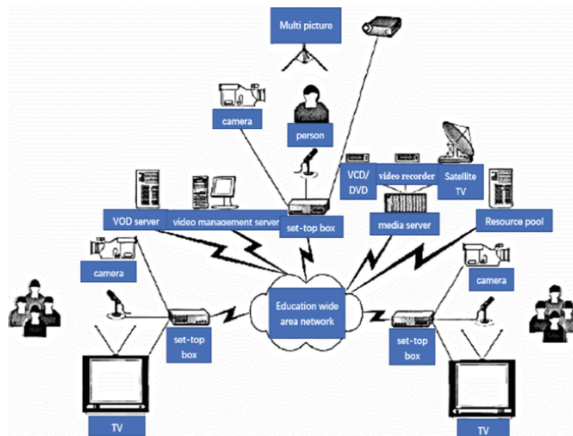 Multi picture
camera
person
VCD/
DVD
video recorder
Satellite
TV
VOD server
video management server
set-top box
media server
Resource pool
camera
camera
Education wide
area network
set-top
box
set-top
box
TV
TV